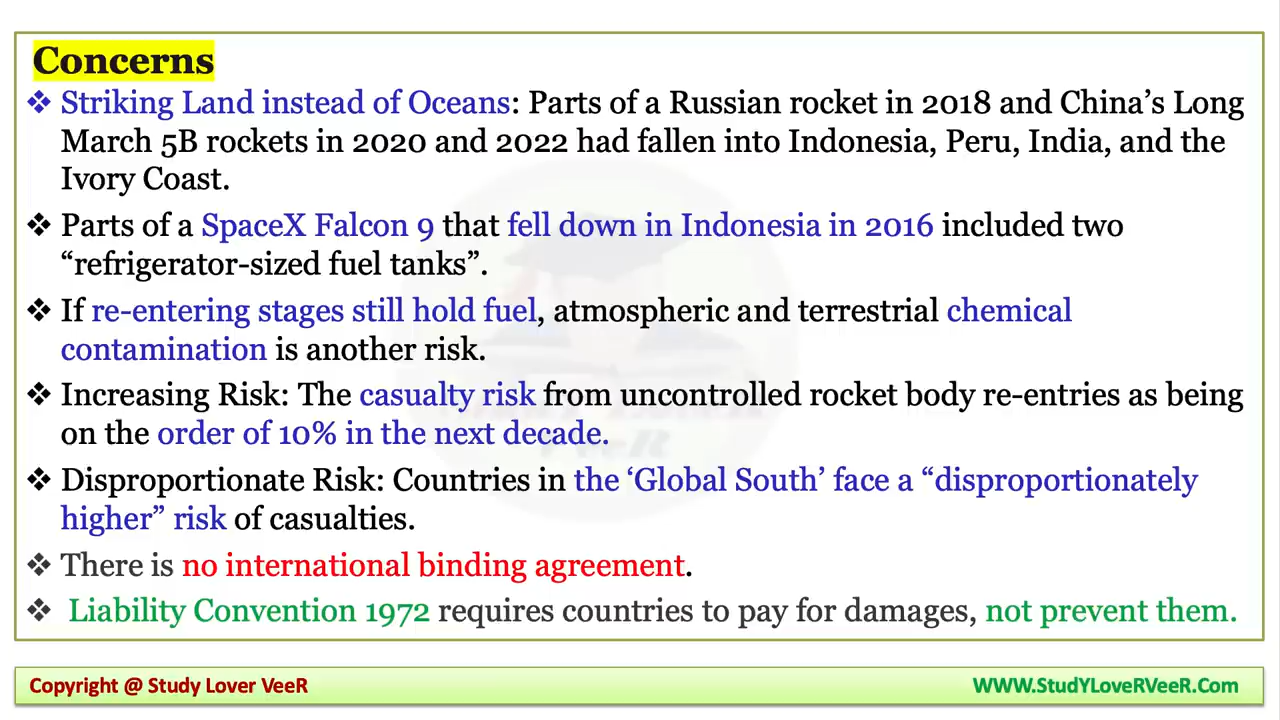 Concerns
❖ Striking Land instead of Oceans: Parts of a Russian rocket in 2018 and China’s Long
March 5B rockets in 2020 and 2022 had fallen into Indonesia, Peru, India, and the
Ivory Coast.
❖ Parts of a SpaceX Falcon 9 that fell down in Indonesia in 2016 included two
“refrigerator-sized fuel tanks”.
❖ If re-entering stages still hold fuel, atmospheric and terrestrial chemical
contamination is another risk.
❖ Increasing Risk: The casualty risk from uncontrolled rocket body re-entries as being
on the order of 10% in the next decade.
❖ Disproportionate Risk: Countries in the ‘Global South’ face a “disproportionately
higher” risk of casualties.
❖ There is no international binding agreement.
❖ Liability Convention 1972 requires countries to pay for damages, not prevent them.
Copyright @ Study Lover VeeR
WWW.StudYLoveRVeeR.Com